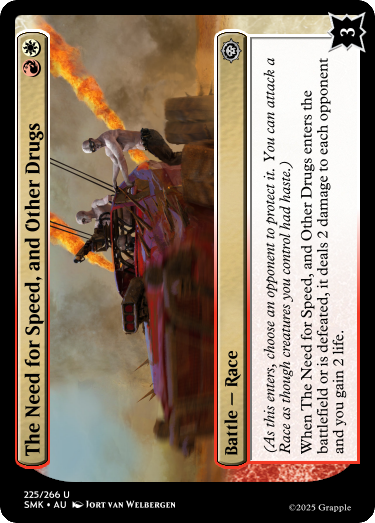 The Need for Speed, and Other Drugs
Battle — Race
3
(As this enters, choose an opponent to protect it. You can attack a
Race as though creatures you control had haste.)
When The Need for Speed, and Other Drugs enters the
battlefield or is defeated, it deals 2 damage to each opponent
and you gain 2 life.
225/266 U
SMK • AU Jort van Welbergen
©2025 Grapple